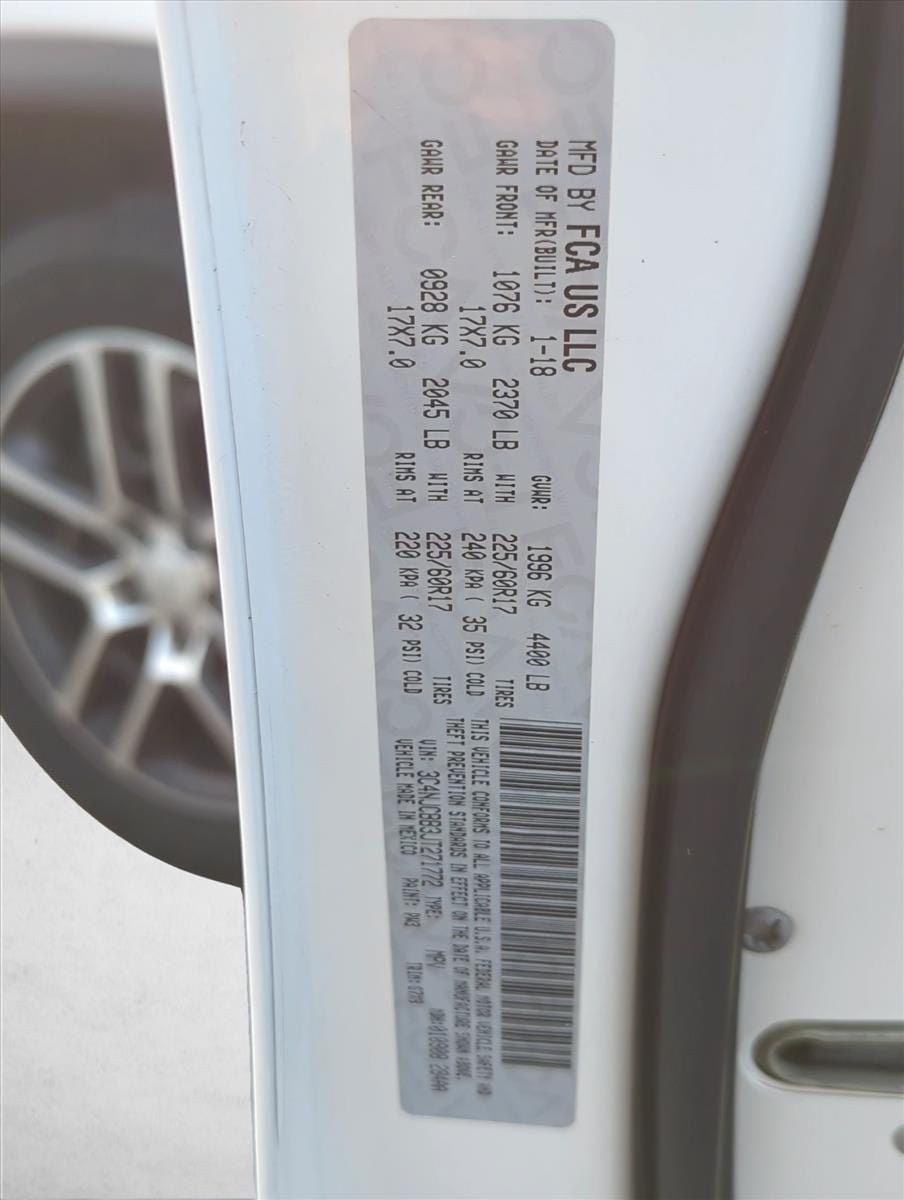 MFD BY FCA US LLC
DATE OF MFR(BUILT): 1-18 GVWR: 1996 KG 4400 LB
GAWR FRONT: 1076 KG 2370 LB WITH 225/60R17 TIRES
17X7.0 RIMS AT 240 KPA( 35 PSI) COLD
GAWR REAR: 0928 KG 2045 LB WITH 225/60R17 TIRES
17X7.0 RIMS AT 220 KPA( 32 PSI) COLD
THIS VEHICLE CONFORMS TO ALL APPLICABLE U.S.A. FEDERAL MOTOR VEHICLE SAFETY AND
THEFT PREVENTION STANDARDS IN EFFECT ON THE DATE OF MANUFACTURE SHOWN ABOVE.
VIN: 3C4NJCBB3JT271772 TYPE: MPV
VEHICLE MADE IN MEXICO PAINT: PW3 TRIM: